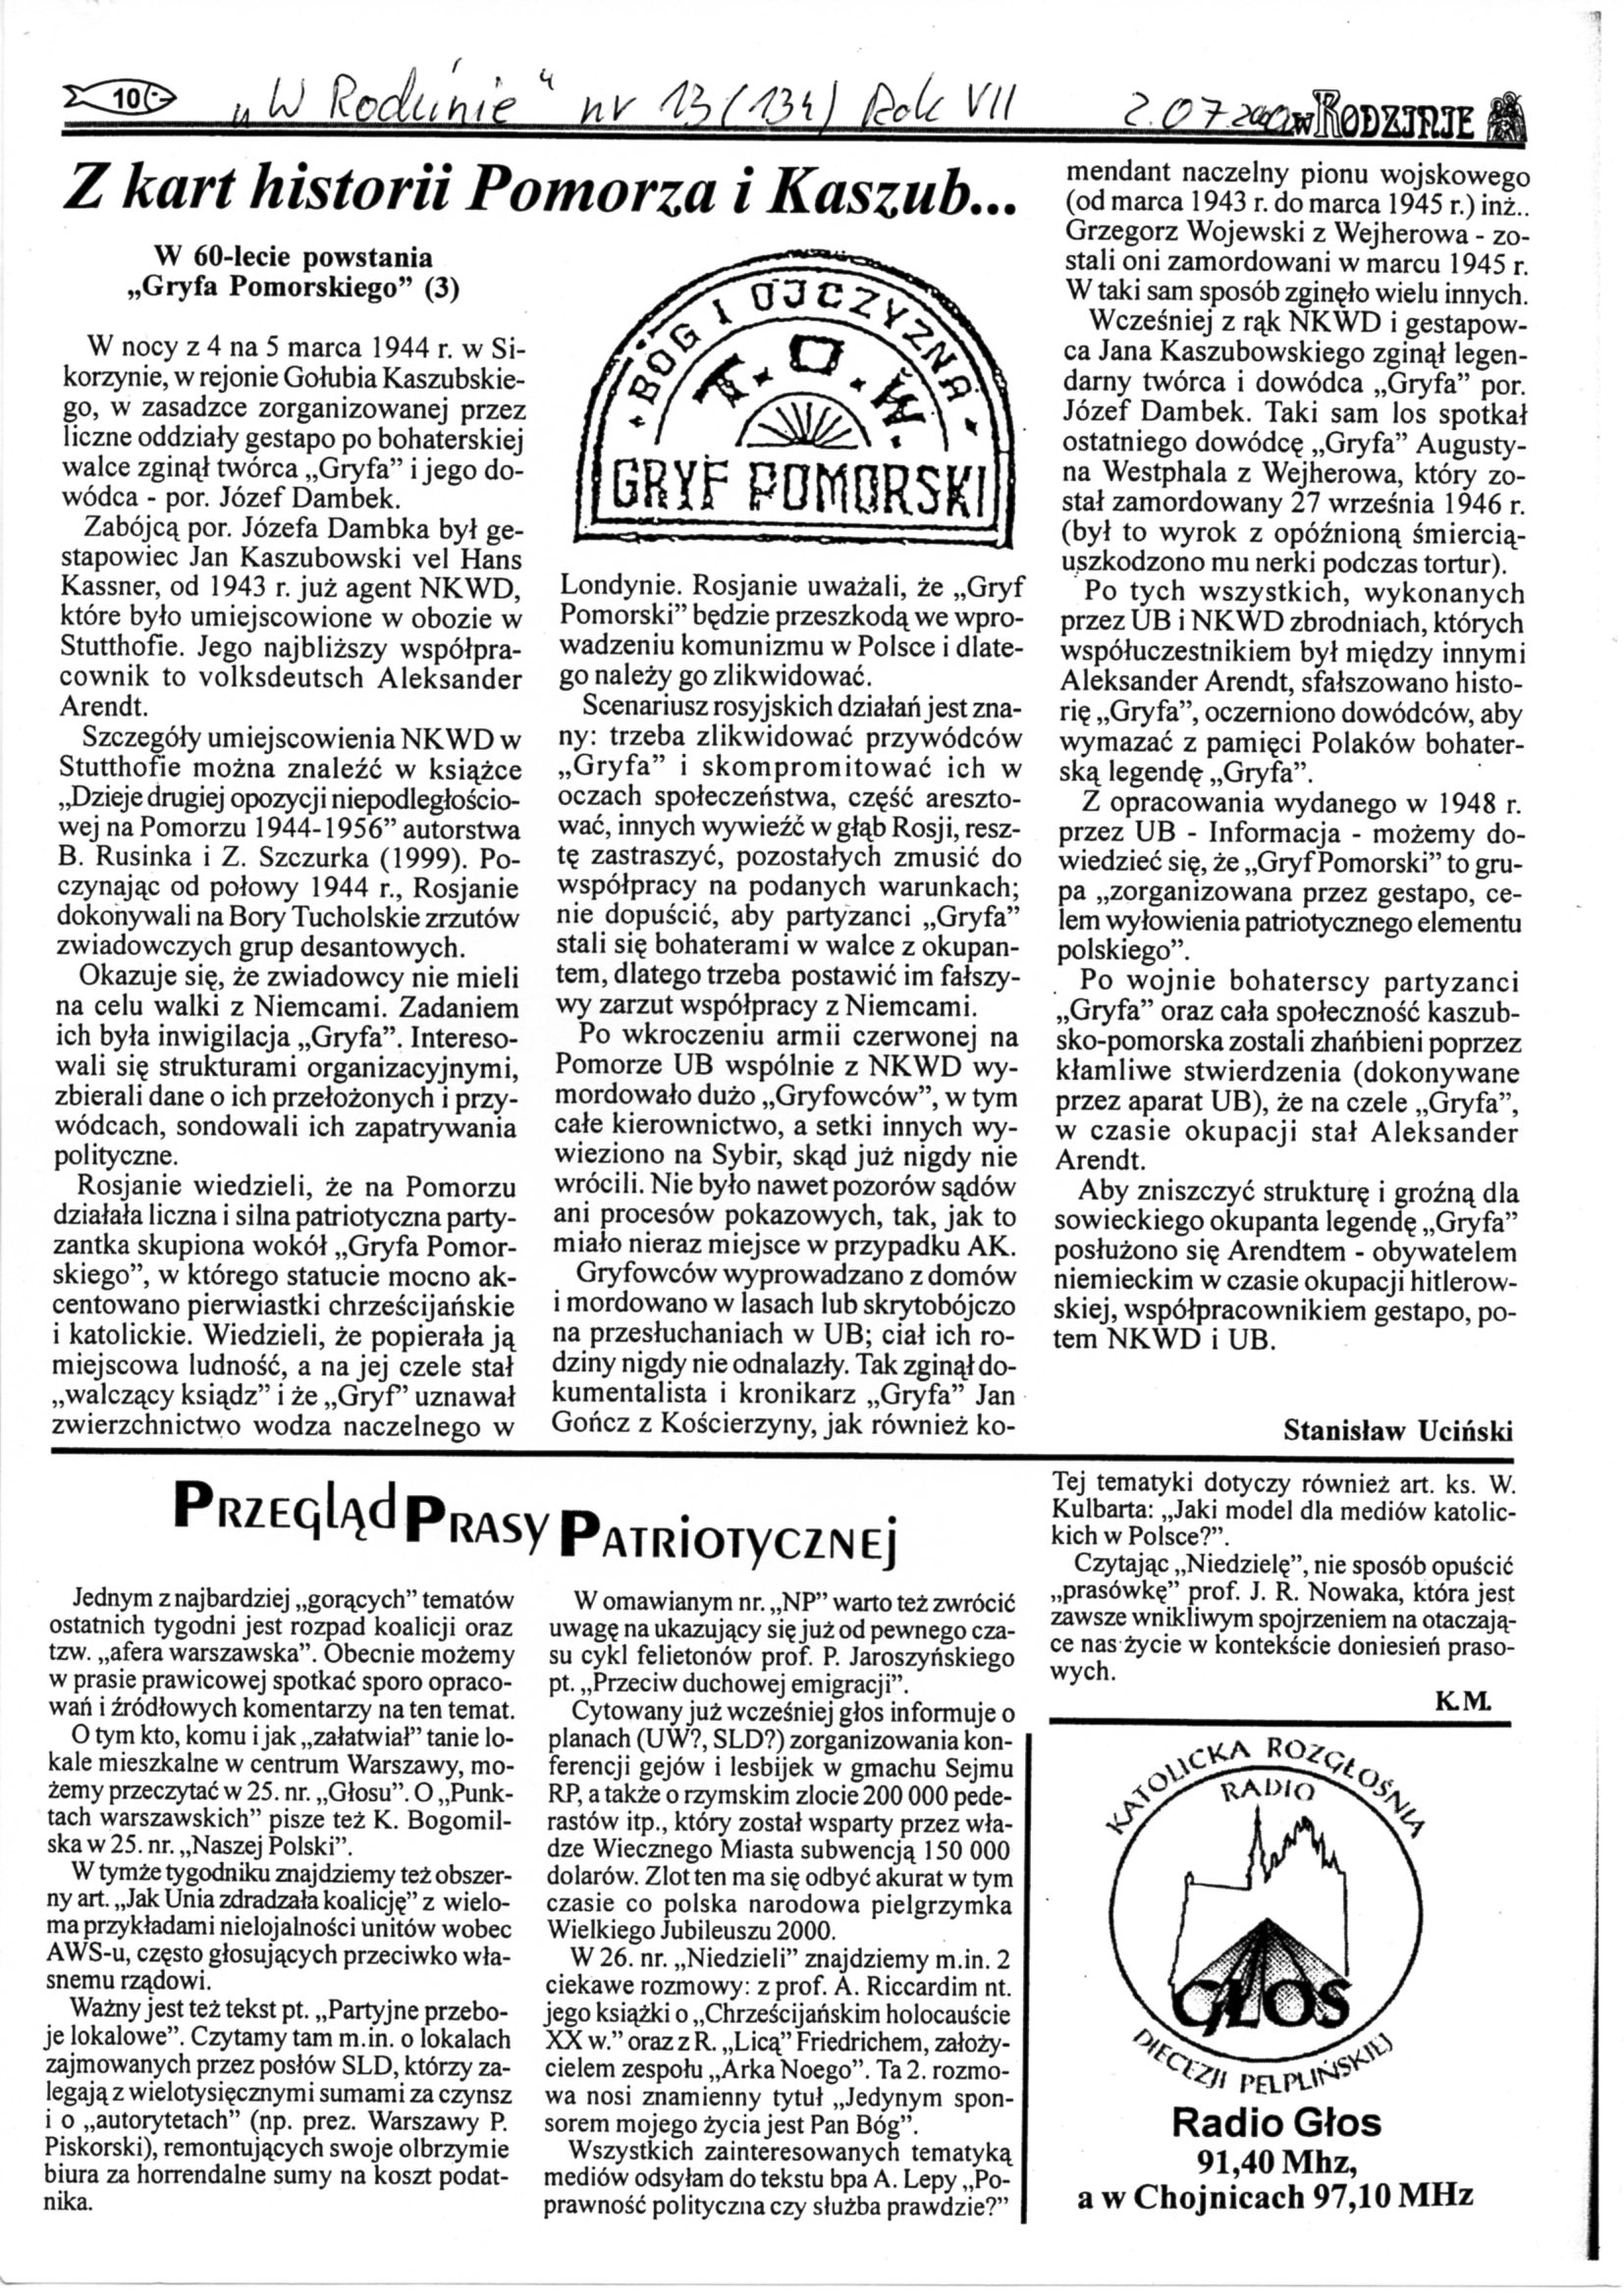 10
„W Rodzinie” nr 13 (134) Rok VII
2.07.2000
w RODZINIE
Z kart historii Pomorza i Kaszub...
W 60-lecie powstania
„Gryfa Pomorskiego” (3)
W nocy z 4 na 5 marca 1944 r. w Si-
korzynie, w rejonie Gołubia Kaszubskie-
go, w zasadzce zorganizowanej przez
liczne oddziały gestapo po bohaterskiej
walce zginął twórca „Gryfa” i jego do-
wódca - por. Józef Dambek.
Zabójcą por. Józefa Dambka był ge-
stapowiec Jan Kaszubowski vel Hans
Kassner, od 1943 r. już agent NKWD,
które było umiejscowione w obozie w
Stutthofie. Jego najbliższy współpra-
cownik to volksdeutsch Aleksander
Arendt.
Szczegóły umiejscowienia NKWD w
Stutthofie można znaleźć w książce
„Dzieje drugiej opozycji niepodległościo-
wej na Pomorzu 1944-1956” autorstwa
B. Rusinka i Z. Szczurka (1999). Po-
czynając od połowy 1944 r., Rosjanie
dokonywali na Bory Tucholskie zrzutów
zwiadowczych grup desantowych.
Okazuje się, że zwiadowcy nie mieli
na celu walki z Niemcami. Zadaniem
ich była inwigilacja „Gryfa”. Intereso-
wali się strukturami organizacyjnymi,
zbierali dane o ich przełożonych i przy-
wódcach, sondowali ich zapatrywania
polityczne.
Rosjanie wiedzieli, że na Pomorzu
działała liczna i silna patriotyczna party-
zantka skupiona wokół „Gryfa Pomor-
skiego”, w którego statucie mocno ak-
centowano pierwiastki chrześcijańskie
i katolickie. Wiedzieli, że popierała ją
miejscowa ludność, a na jej czele stał
„walczący ksiądz” i że „Gryf” uznawał
zwierzchnictwo wodza naczelnego w
BÓG I OJCZYZNA
T.O.W.
GRYF POMORSKI
Londynie. Rosjanie uważali, że „Gryf
Pomorski” będzie przeszkodą we wpro-
wadzeniu komunizmu w Polsce i dlate-
go należy go zlikwidować.
Scenariusz rosyjskich działań jest zna-
ny: trzeba zlikwidować przywódców
„Gryfa” i skompromitować ich w
oczach społeczeństwa, część areszto-
wać, innych wywieźć w głąb Rosji, resz-
tę zastraszyć, pozostałych zmusić do
współpracy na podanych warunkach;
nie dopuścić, aby partyzanci „Gryfa”
stali się bohaterami w walce z okupan-
tem, dlatego trzeba postawić im fałszy-
wy zarzut współpracy z Niemcami.
Po wkroczeniu armii czerwonej na
Pomorze UB wspólnie z NKWD wy-
mordowało dużo „Gryfowców”, w tym
całe kierownictwo, a setki innych wy-
wieziono na Sybir, skąd już nigdy nie
wrócili. Nie było nawet pozorów sądów
ani procesów pokazowych, tak, jak to
miało nieraz miejsce w przypadku AK.
Gryfowców wyprowadzano z domów
i mordowano w lasach lub skrytobójczo
na przesłuchaniach w UB; ciał ich ro-
dziny nigdy nie odnalazły. Tak zginął do-
kumentalista i kronikarz „Gryfa” Jan
Gończ z Kościerzyny, jak również ko-
mendant naczelny pionu wojskowego
(od marca 1943 r. do marca 1945 r.) inż..
Grzegorz Wojewski z Wejherowa - zo-
stali oni zamordowani w marcu 1945 r.
W taki sam sposób zginęło wielu innych.
Wcześniej z rąk NKWD i gestapow-
ca Jana Kaszubowskiego zginął legen-
darny twórca i dowódca „Gryfa” por.
Józef Dambek. Taki sam los spotkał
ostatniego dowódcę „Gryfa” Augusty-
na Westphala z Wejherowa, który zo-
stał zamordowany 27 września 1946 r.
(był to wyrok z opóźnioną śmiercią-
uszkodzono mu nerki podczas tortur).
Po tych wszystkich, wykonanych
przez UB i NKWD zbrodniach, których
współuczestnikiem był między innymi
Aleksander Arendt, sfałszowano histo-
rię „Gryfa”, oczerniono dowódców, aby
wymazać z pamięci Polaków bohater-
ską legendę „Gryfa”.
Z opracowania wydanego w 1948 r.
przez UB - Informacja - możemy do-
wiedzieć się, że „Gryf Pomorski” to gru-
pa „zorganizowana przez gestapo, ce-
lem wyłowienia patriotycznego elementu
polskiego”.
Po wojnie bohaterscy partyzanci
„Gryfa” oraz cała społeczność kaszub-
sko-pomorska zostali zhańbieni poprzez
kłamliwe stwierdzenia (dokonywane
przez aparat UB), że na czele „Gryfa”,
w czasie okupacji stał Aleksander
Arendt.
Aby zniszczyć strukturę i groźną dla
sowieckiego okupanta legendę „Gryfa”
posłużono się Arendtem - obywatelem
niemieckim w czasie okupacji hitlerow-
skiej, współpracownikiem gestapo, po-
tem NKWD i UB.
Stanisław Uciński
PRZEGLĄD PRASY PATRIOTYCZNEJ
Jednym z najbardziej „gorących” tematów
ostatnich tygodni jest rozpad koalicji oraz
tzw. „afera warszawska”. Obecnie możemy
w prasie prawicowej spotkać sporo opraco-
wań i źródłowych komentarzy na ten temat.
O tym kto, komu i jak „załatwiał” tanie lo-
kale mieszkalne w centrum Warszawy, mo-
żemy przeczytać w 25. nr. „Głosu”. O „Punk-
tach warszawskich” pisze też K. Bogomil-
ska w 25. nr. „Naszej Polski”.
W tymże tygodniku znajdziemy też obszer-
ny art. „Jak Unia zdradzała koalicję” z wielo-
ma przykładami nielojalności unitów wobec
AWS-u, często głosujących przeciwko wła-
snemu rządowi.
Ważny jest też tekst pt. „Partyjne przebo-
je lokalowe”. Czytamy tam m.in. o lokalach
zajmowanych przez posłów SLD, którzy za-
legają z wielotysięcznymi sumami za czynsz
i o „autorytetach” (np. prez. Warszawy P.
Piskorski), remontujących swoje olbrzymie
biura za horrendalne sumy na koszt podat-
nika.
W omawianym nr. „NP” warto też zwrócić
uwagę na ukazujący się już od pewnego cza-
su cykl felietonów prof. P. Jaroszyńskiego
pt. „Przeciw duchowej emigracji”.
Cytowany już wcześniej głos informuje o
planach (UW?, SLD?) zorganizowania kon-
ferencji gejów i lesbijek w gmachu Sejmu
RP, a także o rzymskim zlocie 200 000 pede-
rastów itp., który został wsparty przez wła-
dze Wiecznego Miasta subwencją 150 000
dolarów. Zlot ten ma się odbyć akurat w tym
czasie co polska narodowa pielgrzymka
Wielkiego Jubileuszu 2000.
W 26. nr. „Niedzieli” znajdziemy m.in. 2
ciekawe rozmowy: z prof. A. Riccardim nt.
jego książki o „Chrześcijańskim holocauście
XX w.” oraz z R. „Licą” Friedrichem, założy-
cielem zespołu „Arka Noego”. Ta 2. rozmo-
wa nosi znamienny tytuł „Jedynym spon-
sorem mojego życia jest Pan Bóg”.
Wszystkich zainteresowanych tematyką
mediów odsyłam do tekstu bpa A. Lepy „Po-
prawność polityczna czy służba prawdzie?”
Tej tematyki dotyczy również art. ks. W.
Kulbarta: „Jaki model dla mediów katolic-
kich w Polsce?”.
Czytając „Niedzielę”, nie sposób opuścić
„prasówkę” prof. J. R. Nowaka, która jest
zawsze wnikliwym spojrzeniem na otaczają-
ce nas życie w kontekście doniesień praso-
wych.
K.M.
KATOLICKA ROZGŁOŚNIA
RADIO
GŁOS
DIECEZJI PELPLIŃSKIEJ
Radio Głos
91,40 Mhz,
a w Chojnicach 97,10 MHz